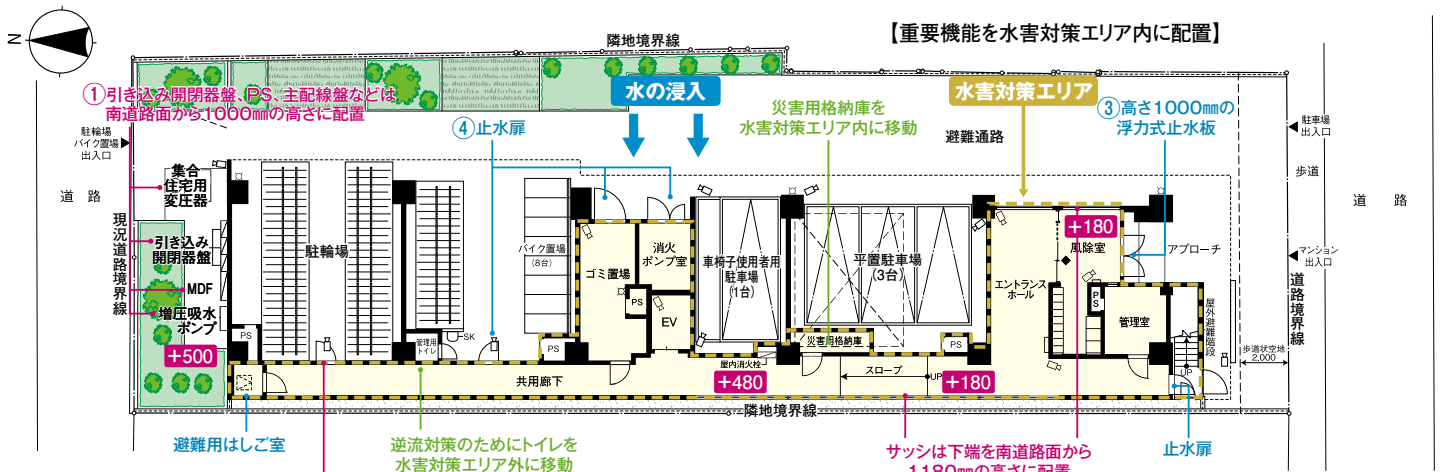 【重要機能を水害対策エリア内に配置】
N
隣地境界線
①引き込み開閉器盤、PS、主配線盤などは
南道路面から1000㎜の高さに配置
水の浸入
災害用格納庫を
水害対策エリア内に移動
水害対策エリア
避難通路
③高さ1000㎜の
浮力式止水板
④止水扉
駐輪場
バイク置場
出入口
駐車場
出入口
歩道
道路
道路
現況道路境界線
集合
住宅用
変圧器
引き込み
開閉器盤
MDF
増圧吸水
ポンプ
+500
駐輪場
PS
管理用
トイレ
SK
バイク置場
(8台)
PS
ゴミ置場
消火
ポンプ室
PS
EV
車椅子使用者用
駐車場
(1台)
平置駐車場
(3台)
災害用格納庫
PS
屋内消火栓
エントランス
ホール
+180
風除室
PS
管理室
アプローチ
マンション
出入口
道路境界線
屋外避難階段
UP
歩道状空地
2,000
共用廊下
+480
スロープ
UP
+180
隣地境界線
避難用はしご室
逆流対策のためにトイレを
水害対策エリア外に移動
サッシは下端を南道路面から
1180㎜の高さに配置
止水扉